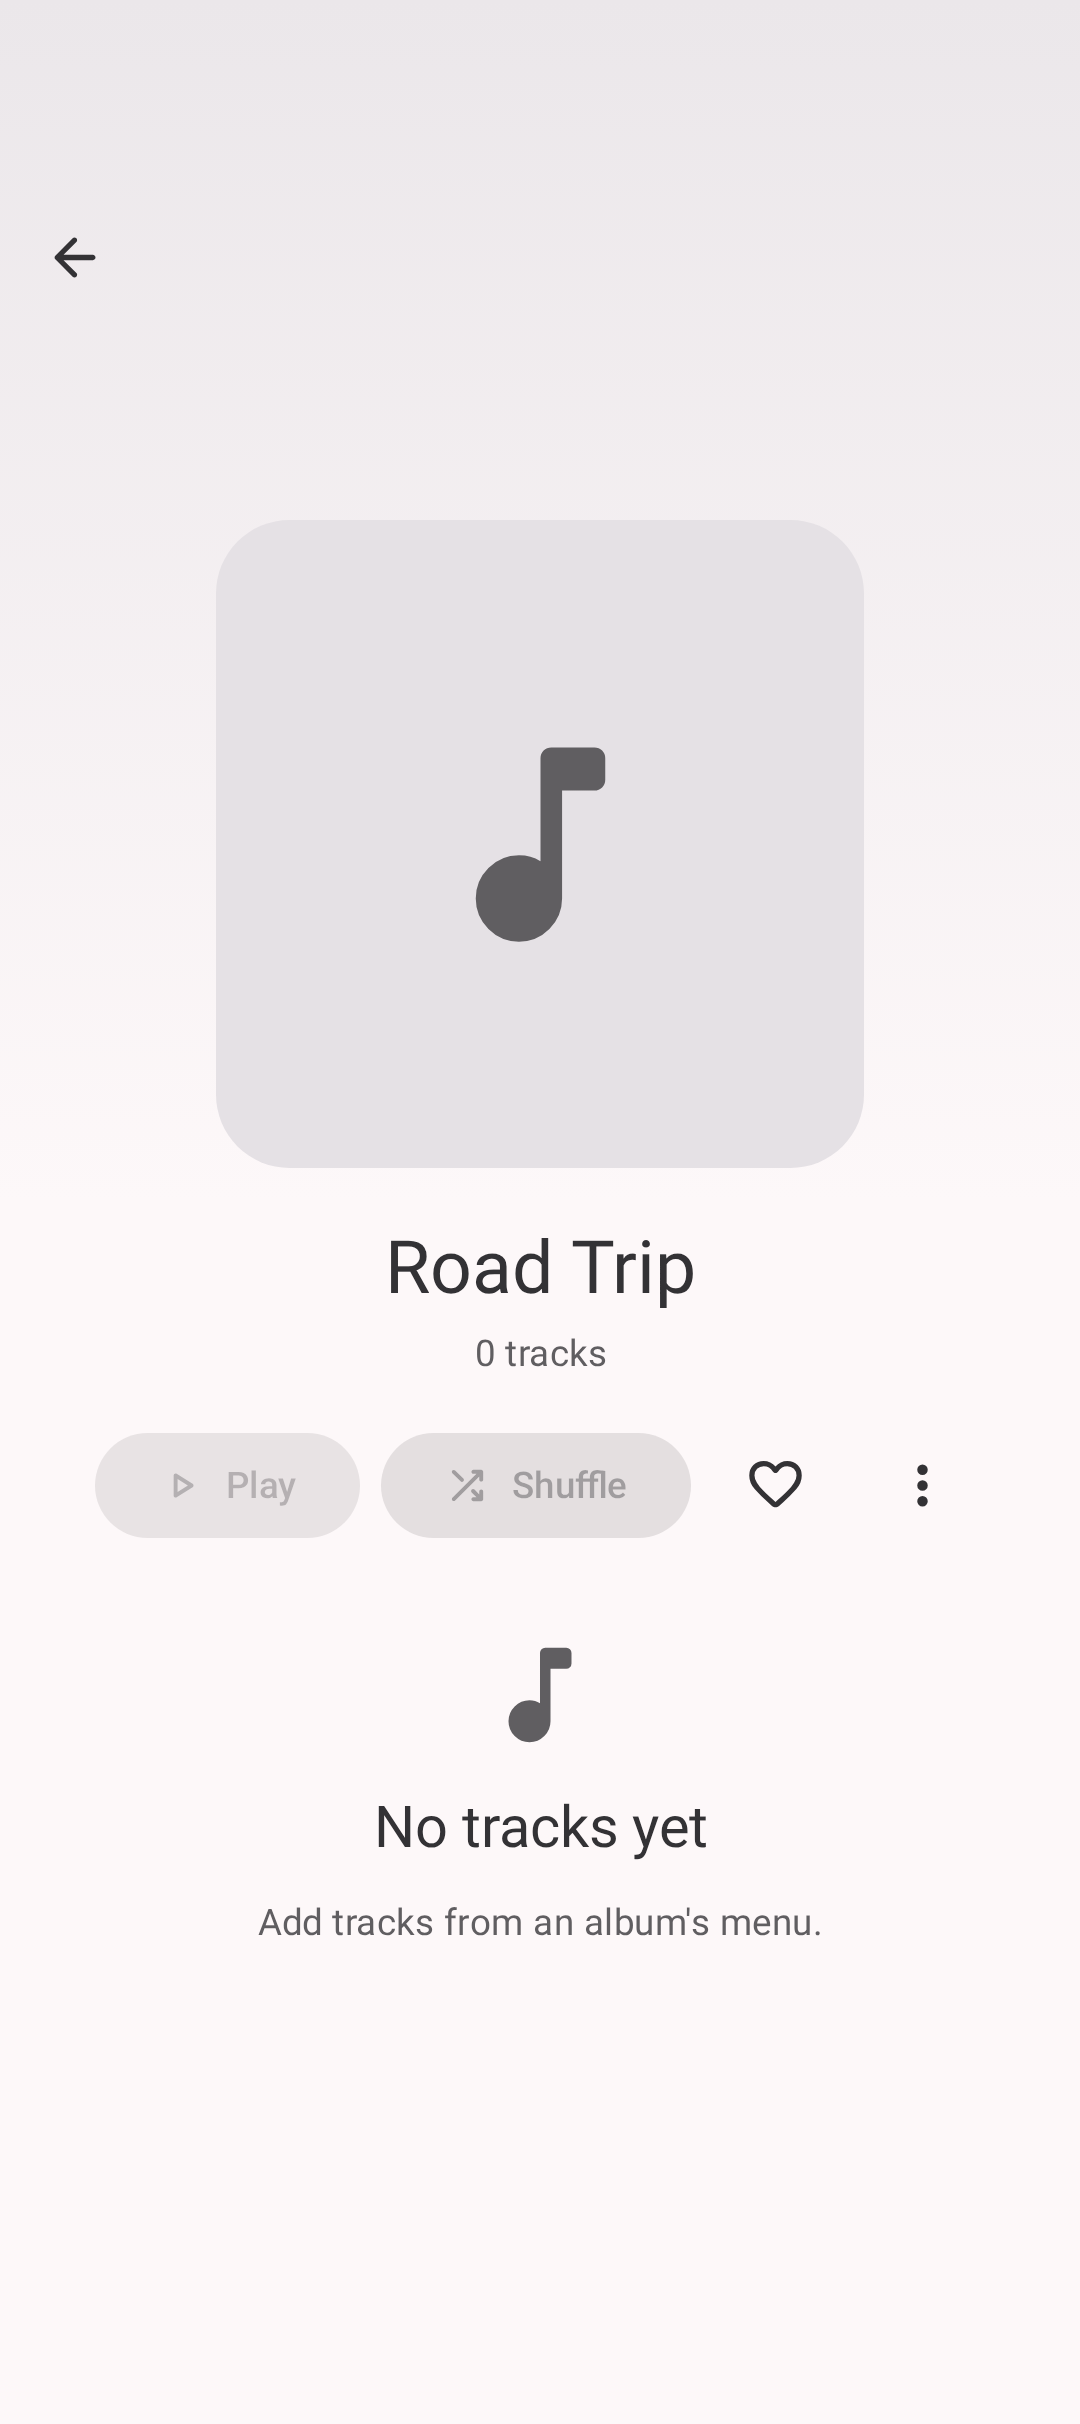 Road Trip
0 tracks
Play
Shuffle
No tracks yet
Add tracks from an album's menu.